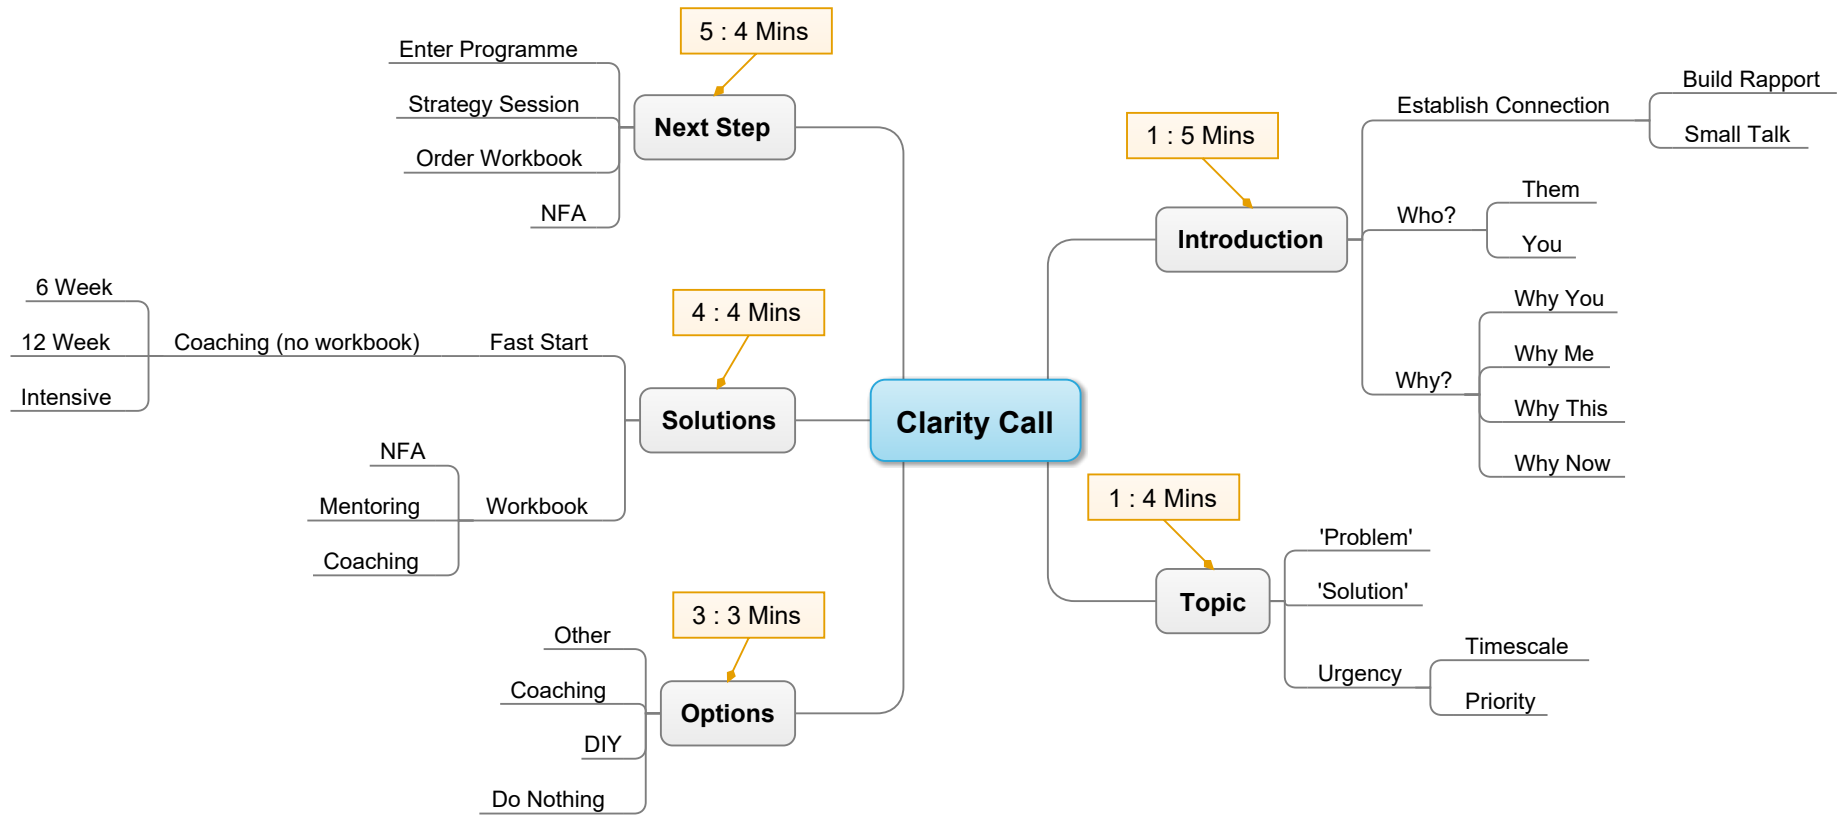 Clarity Call
1 : 5 Mins
Introduction
Establish Connection
Build Rapport
Small Talk
Who?
Them
You
Why?
Why You
Why Me
Why This
Why Now
1 : 4 Mins
Topic
'Problem'
'Solution'
Urgency
Timescale
Priority
3 : 3 Mins
Options
Other
Coaching
DIY
Do Nothing
4 : 4 Mins
Solutions
Fast Start
Coaching (no workbook)
6 Week
12 Week
Intensive
Workbook
NFA
Mentoring
Coaching
5 : 4 Mins
Next Step
Enter Programme
Strategy Session
Order Workbook
NFA